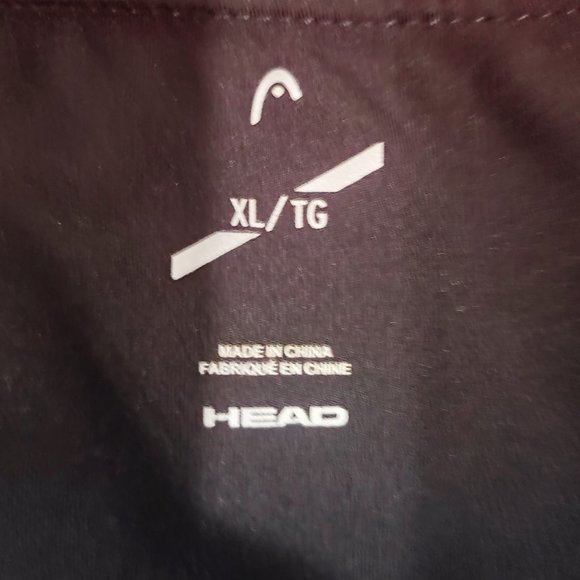 XL/TG
MADE IN CHINA
FABRIQUÉ EN CHINE
HEAD